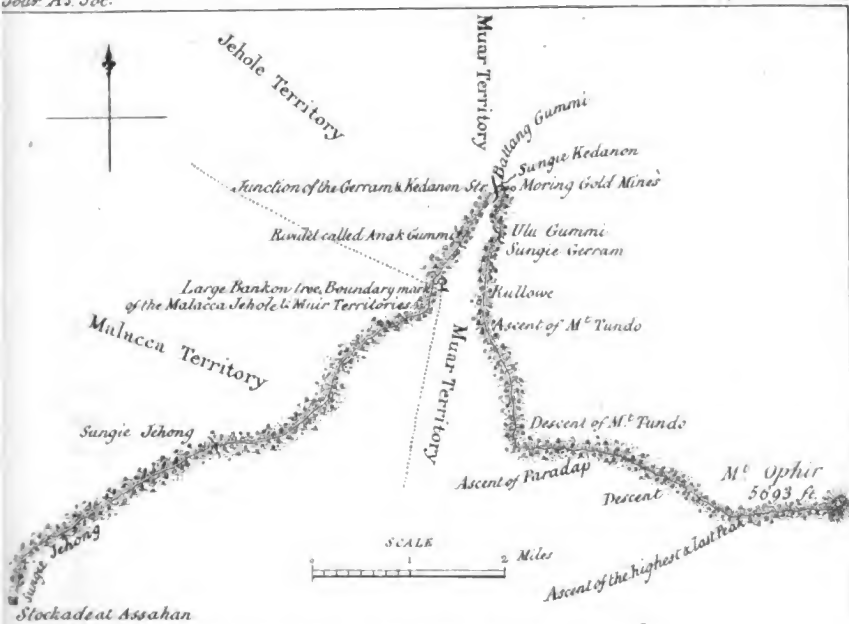 Jour As. Soc.
Jehole Territory
Muar Territory
Battang Gummi
Sungie Kedanon
Junction of the Gerram & Kedanon Str.
Moring Gold Mines
Rivulet called Anak Gummi
Ulu Gummi
Sungie Gerram
Large Bankon tree, Boundary mark
of the Malacca Jehole & Muir Territories
Kullowe
Ascent of Mt. Tundo
Malacca Territory
Muar Territory
Sungie Jehong
Descent of Mt. Tundo
Ascent of Paradap
Descent
Mt. Ophir
5693 ft.
Sungie Jehong
SCALE
0 1 2 Miles
Ascent of the highest & last Peak
Stockade at Assahan